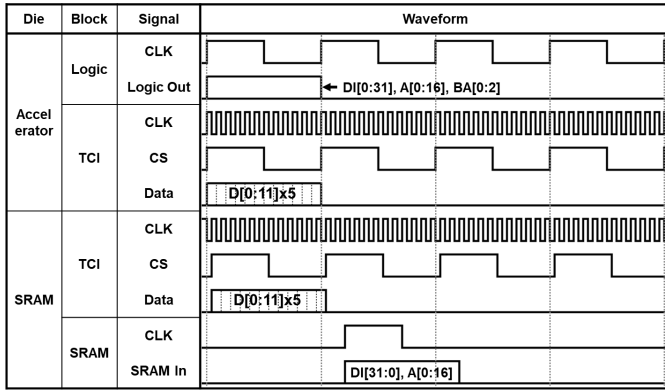 Die Block Signal Waveform
Accel
erator
Logic
CLK
Logic Out
DI[0:31], A[0:16], BA[0:2]
TCI
CLK
CS
Data
D[0:11]x5
SRAM
TCI
CLK
CS
Data
D[0:11]x5
SRAM
CLK
SRAM In
DI[31:0], A[0:16]